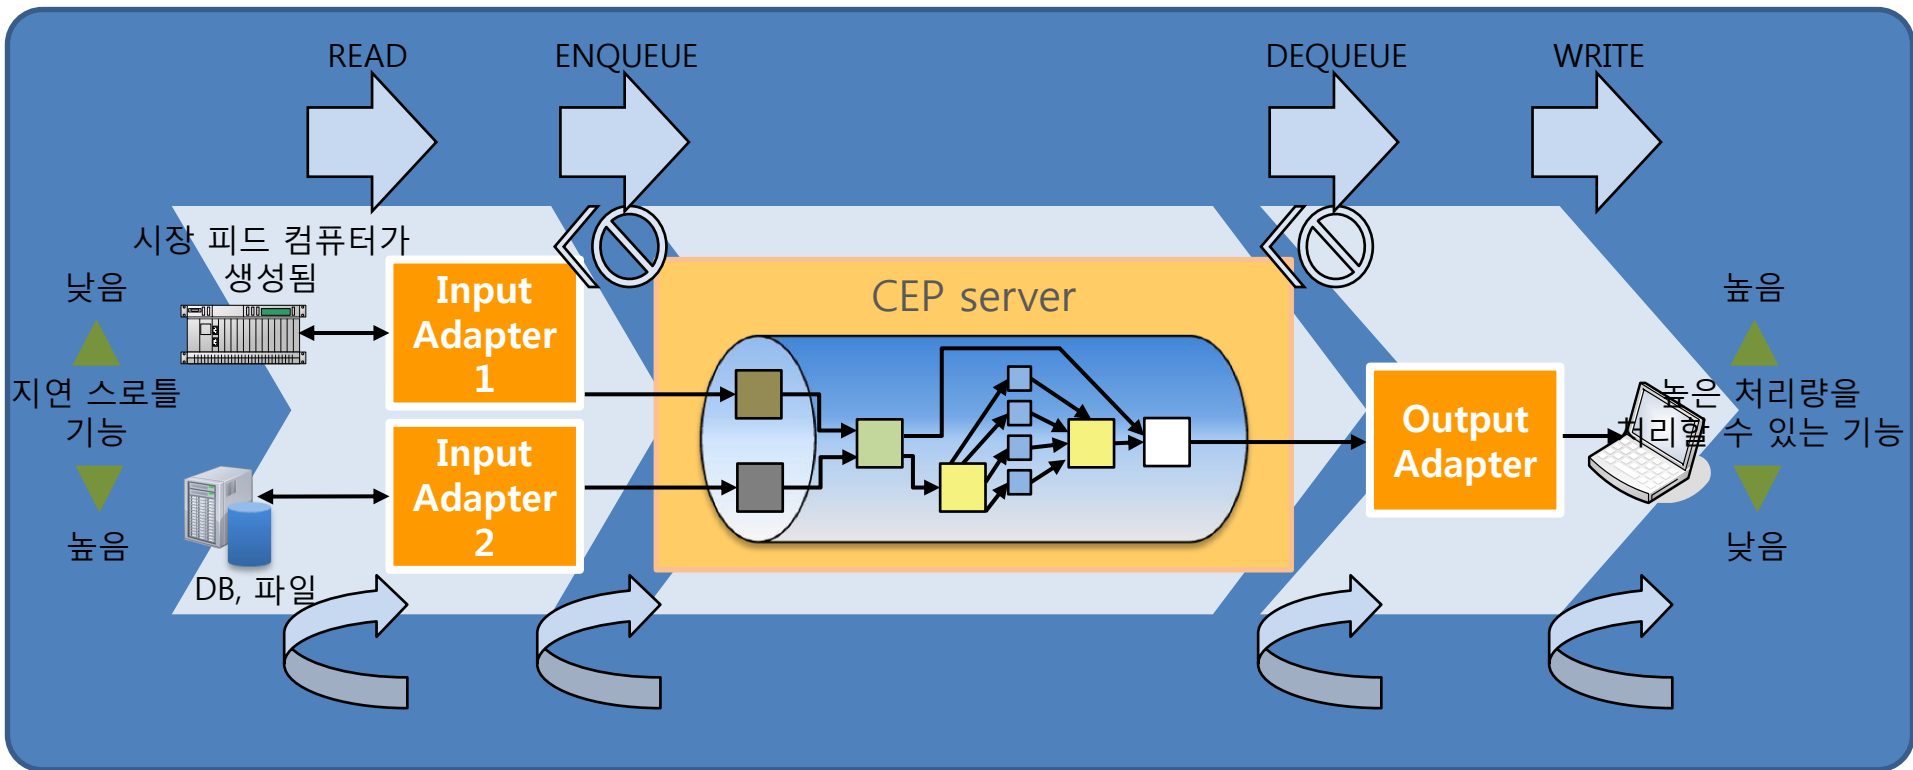 READ
ENQUEUE
DEQUEUE
WRITE
시장 피드 컴퓨터가
생성됨
낮음
지연 스로틀
기능
높음
DB, 파일
Input
Adapter
1
Input
Adapter
2
CEP server
Output
Adapter
높음
높은 처리량을
처리할 수 있는 기능
낮음